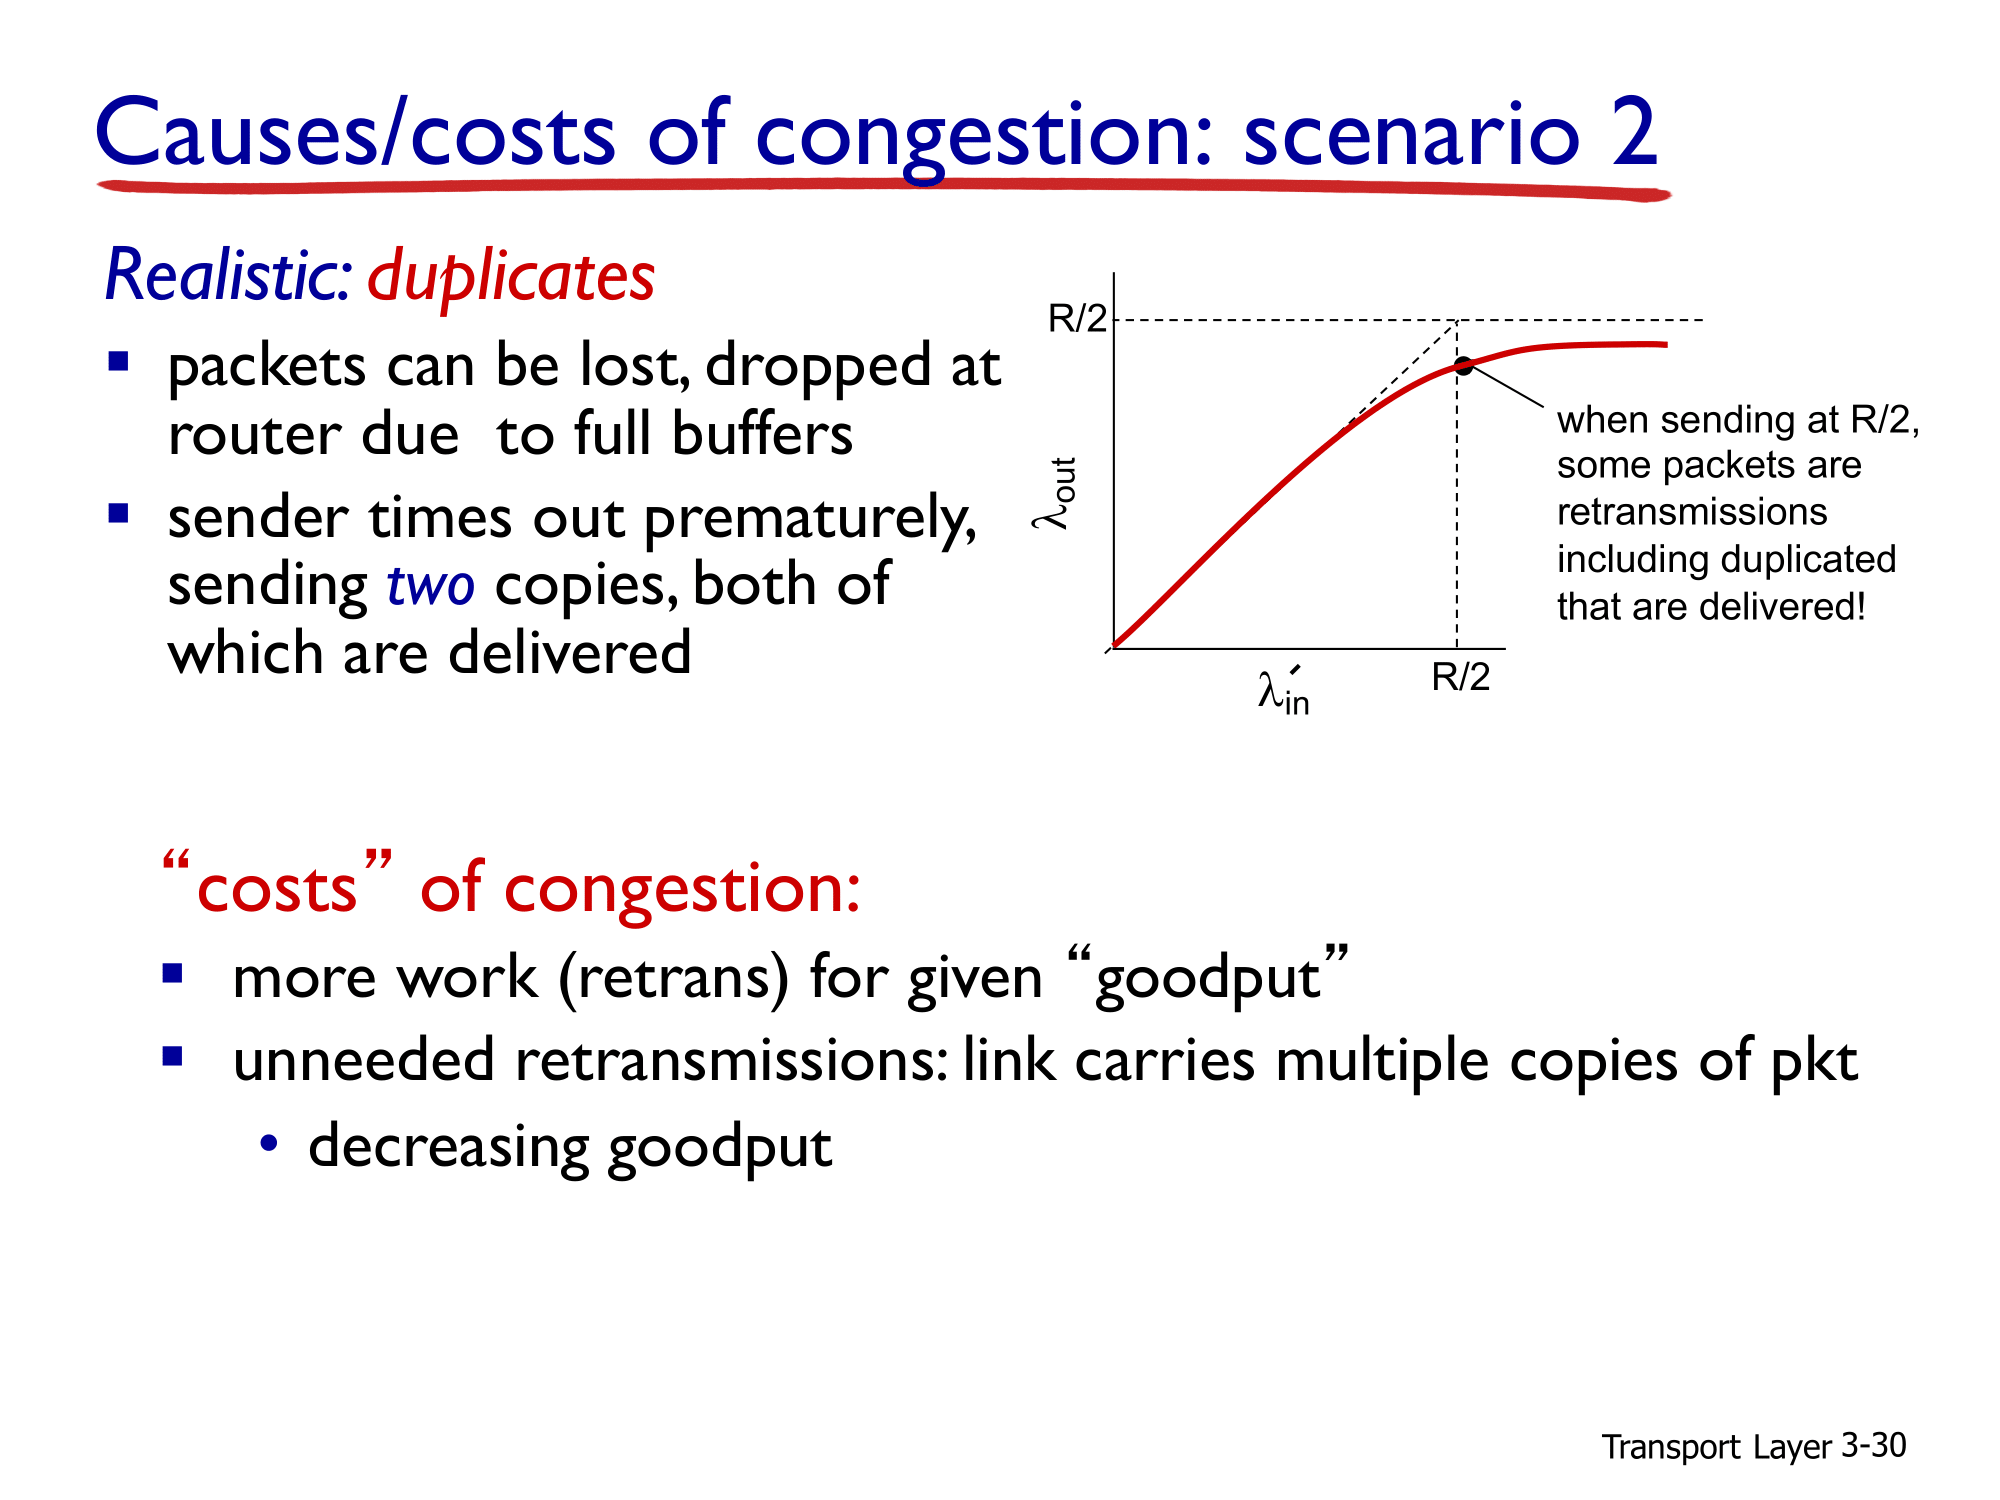 Causes/costs of congestion: scenario 2
Realistic: duplicates
▪ packets can be lost, dropped at
router due to full buffers
▪ sender times out prematurely,
sending two copies, both of
which are delivered
R/2
λout
λ´in
R/2
when sending at R/2,
some packets are
retransmissions
including duplicated
that are delivered!
“costs” of congestion:
▪ more work (retrans) for given “goodput”
▪ unneeded retransmissions: link carries multiple copies of pkt
• decreasing goodput
Transport Layer 3-30